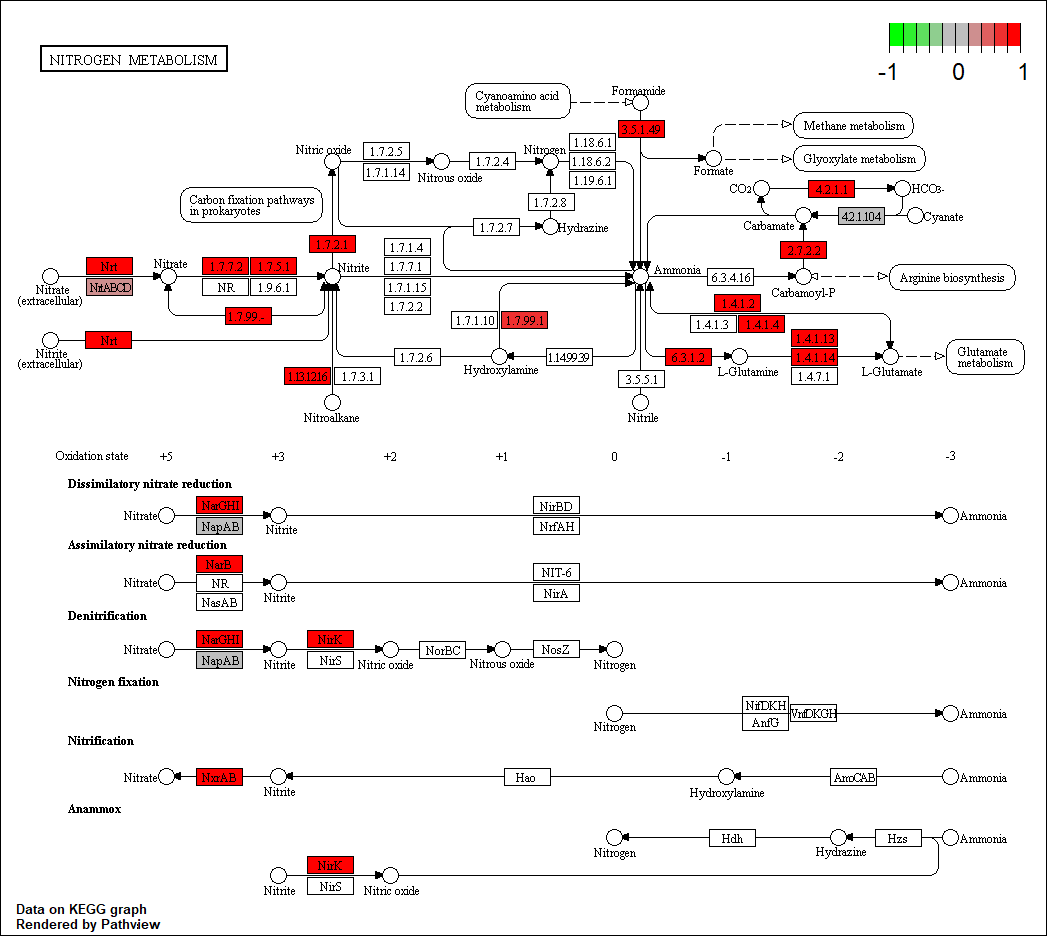 NITROGEN METABOLISM
-1 0 1
Cyanoamino acid
metabolism
Formamide
3.5.1.49
Methane metabolism
Glyoxylate metabolism
Formate
Nitric oxide
1.7.2.5
1.7.1.14
Nitrous oxide
1.7.2.4
Nitrogen
1.18.6.1
1.18.6.2
1.19.6.1
CO2
4.2.1.1
HCO3-
Carbon fixation pathways
in prokaryotes
1.7.2.8
1.7.2.7
Hydrazine
Carbamate
4.2.1.104
Cyanate
1.7.2.1
2.7.2.2
Nrt
NrtABCD
Nitrate
(extracellular)
Nitrate
1.7.7.2
1.7.5.1
NR
1.9.6.1
Nitrite
1.7.1.4
1.7.7.1
1.7.1.15
1.7.2.2
Ammonia
6.3.4.16
Carbamoyl-P
Arginine biosynthesis
1.7.99.-
Nrt
Nitrite
(extracellular)
1.7.1.10
1.7.99.1
1.4.1.2
1.4.1.3
1.4.1.4
1.7.2.6
Hydroxylamine
1.14.99.39
6.3.1.2
L-Glutamine
1.4.1.13
1.4.1.14
1.4.7.1
L-Glutamate
Glutamate
metabolism
1.13.12.16
1.7.3.1
Nitroalkane
3.5.5.1
Nitrile
Oxidation state +5 +3 +2 +1 0 -1 -2 -3
Dissimilatory nitrate reduction
NarGHI
NapAB
Nitrate
Nitrite
NirBD
NrfAH
Ammonia
Assimilatory nitrate reduction
NarB
NR
NasAB
Nitrate
Nitrite
NIT-6
NirA
Ammonia
Denitrification
Nitrate
NarGHI
NapAB
Nitrite
NirK
NirS
Nitric oxide
NorBC
Nitrous oxide
NosZ
Nitrogen
Nitrogen fixation
Nitrogen
NifDKH
AnfG
VnfDKGH
Ammonia
Nitrification
Nitrate
NxrAB
Nitrite
Hao
Hydroxylamine
AmoCAB
Ammonia
Anammox
Nitrogen
Hdh
Hydrazine
Hzs
Ammonia
Nitrite
NirK
NirS
Nitric oxide
Data on KEGG graph
Rendered by Pathview